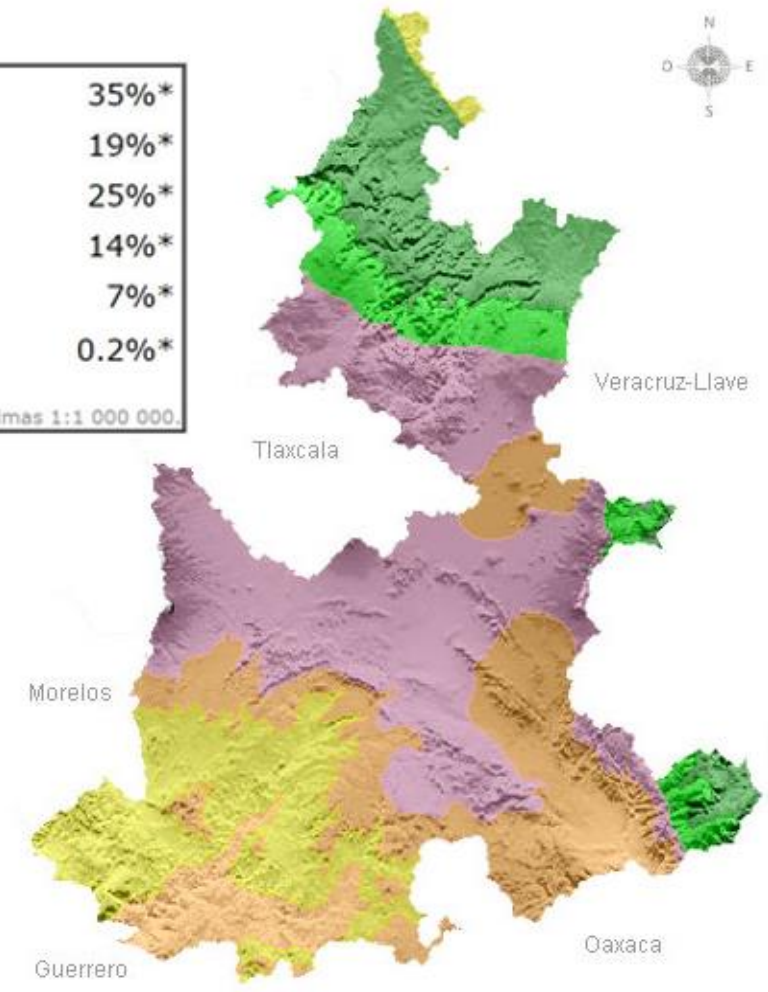 35%*
19%*
25%*
14%*
7%*
0.2%*
1:1 000 000.
N
O
E
S
Veracruz-Llave
Tlaxcala
Morelos
Guerrero
Oaxaca